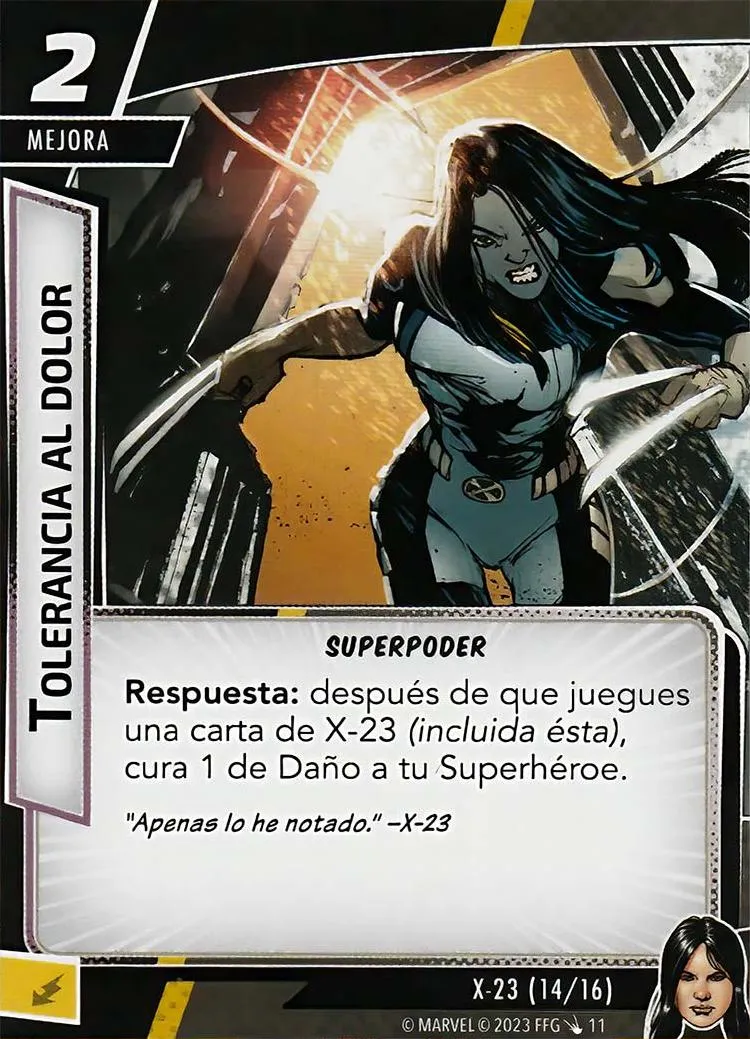 2
MEJORA
TOLERANCIA AL DOLOR
SUPERPODER
Respuesta: después de que juegues
una carta de X-23 (incluida ésta),
cura 1 de Daño a tu Superhéroe.
"Apenas lo he notado." –X-23
X-23 (14/16)
© MARVEL © 2023 FFG 11